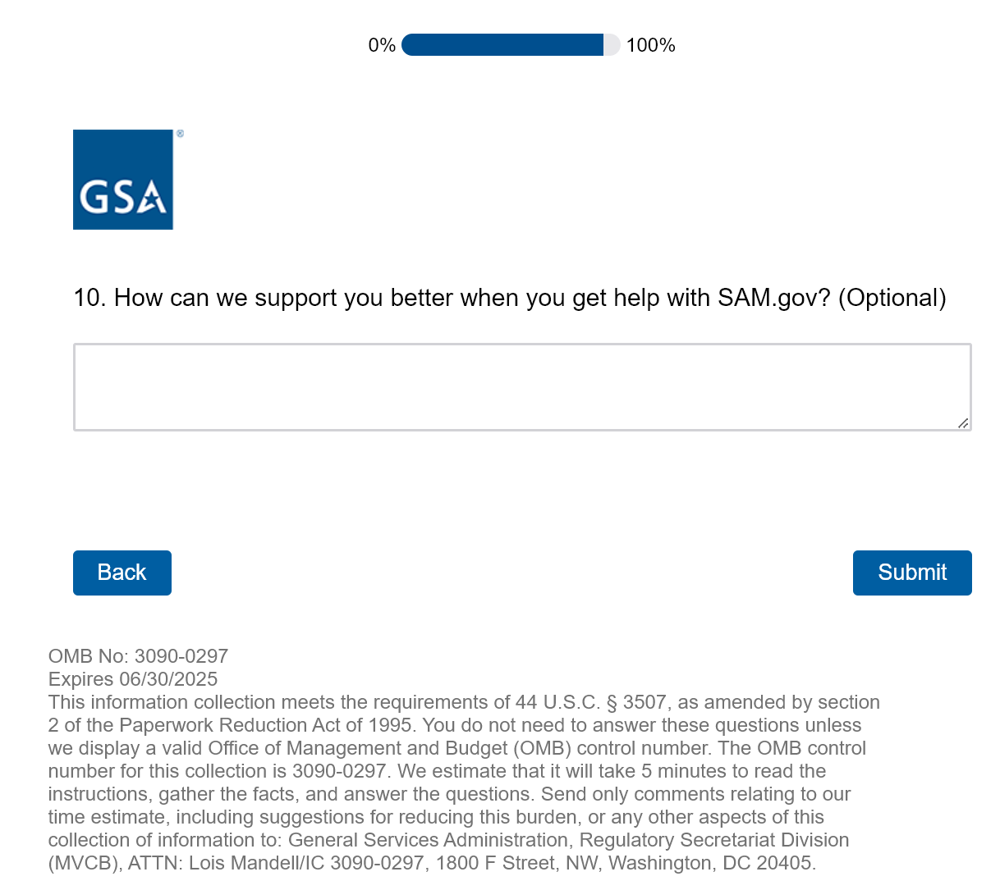 0% 100%
®
GSA
10. How can we support you better when you get help with SAM.gov? (Optional)
Back Submit
OMB No: 3090-0297
Expires 06/30/2025
This information collection meets the requirements of 44 U.S.C. § 3507, as amended by section
2 of the Paperwork Reduction Act of 1995. You do not need to answer these questions unless
we display a valid Office of Management and Budget (OMB) control number. The OMB control
number for this collection is 3090-0297. We estimate that it will take 5 minutes to read the
instructions, gather the facts, and answer the questions. Send only comments relating to our
time estimate, including suggestions for reducing this burden, or any other aspects of this
collection of information to: General Services Administration, Regulatory Secretariat Division
(MVCB), ATTN: Lois Mandell/IC 3090-0297, 1800 F Street, NW, Washington, DC 20405.